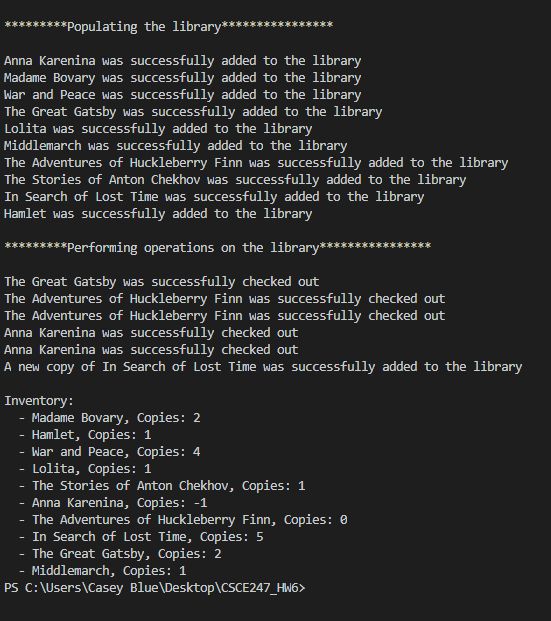 *********Populating the library****************
Anna Karenina was successfully added to the library
Madame Bovary was successfully added to the library
War and Peace was successfully added to the library
The Great Gatsby was successfully added to the library
Lolita was successfully added to the library
Middlemarch was successfully added to the library
The Adventures of Huckleberry Finn was successfully added to the library
The Stories of Anton Chekhov was successfully added to the library
In Search of Lost Time was successfully added to the library
Hamlet was successfully added to the library
*********Performing operations on the library****************
The Great Gatsby was successfully checked out
The Adventures of Huckleberry Finn was successfully checked out
The Adventures of Huckleberry Finn was successfully checked out
Anna Karenina was successfully checked out
Anna Karenina was successfully checked out
A new copy of In Search of Lost Time was successfully added to the library
Inventory:
- Madame Bovary, Copies: 2
- Hamlet, Copies: 1
- War and Peace, Copies: 4
- Lolita, Copies: 1
- The Stories of Anton Chekhov, Copies: 1
- Anna Karenina, Copies: -1
- The Adventures of Huckleberry Finn, Copies: 0
- In Search of Lost Time, Copies: 5
- The Great Gatsby, Copies: 2
- Middlemarch, Copies: 1
PS C:\Users\Casey Blue\Desktop\CSCE247_HW6>